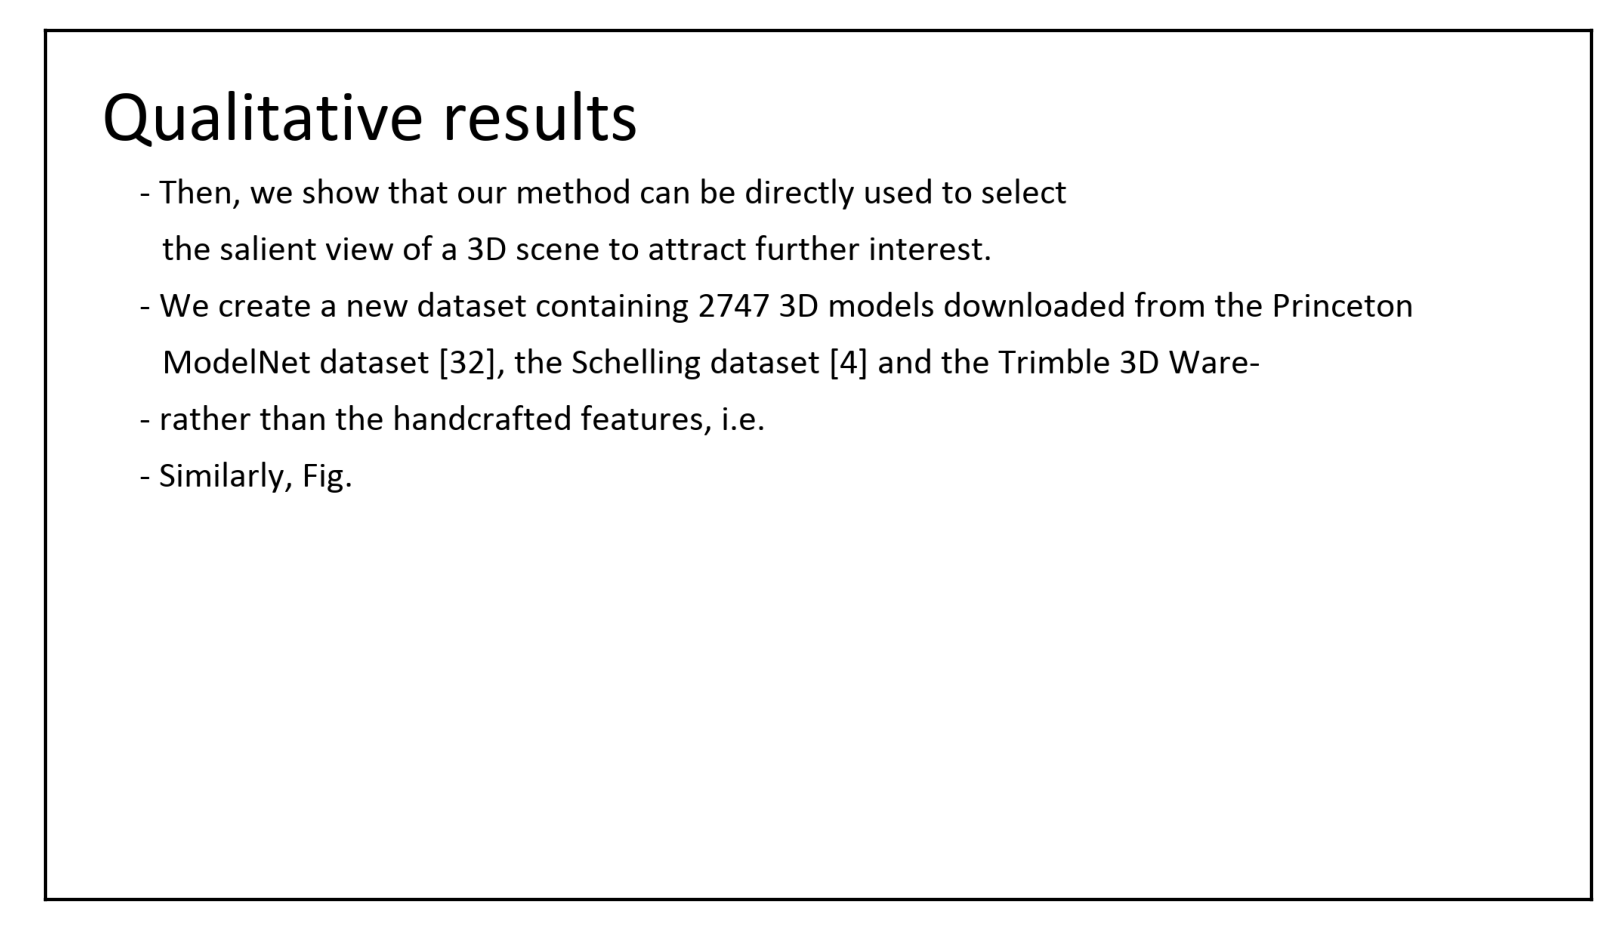 Qualitative results
- Then, we show that our method can be directly used to select
the salient view of a 3D scene to attract further interest.
- We create a new dataset containing 2747 3D models downloaded from the Princeton
ModelNet dataset [32], the Schelling dataset [4] and the Trimble 3D Ware-
- rather than the handcrafted features, i.e.
- Similarly, Fig.